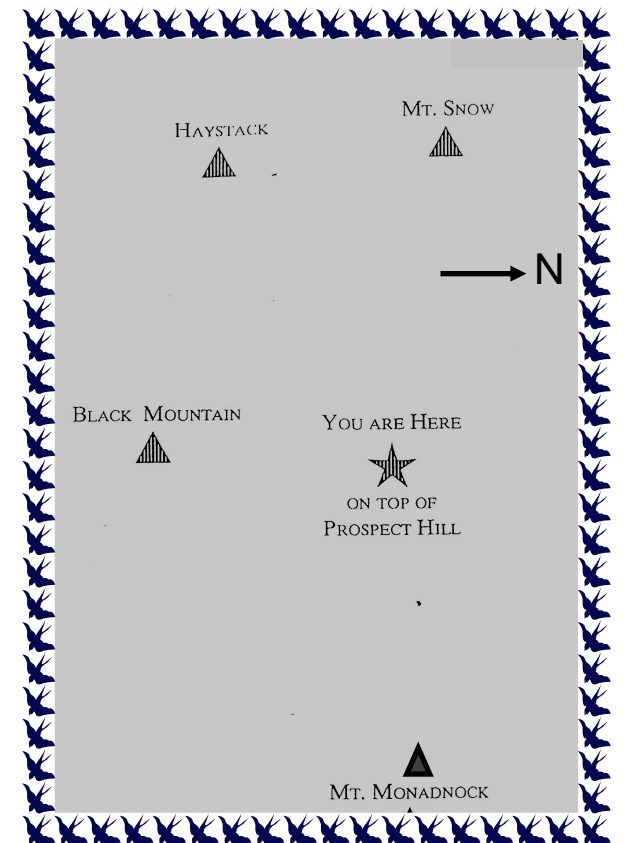 Mt. Snow
Haystack
N
Black Mountain
You are Here
on top of
Prospect Hill
Mt. Monadnock